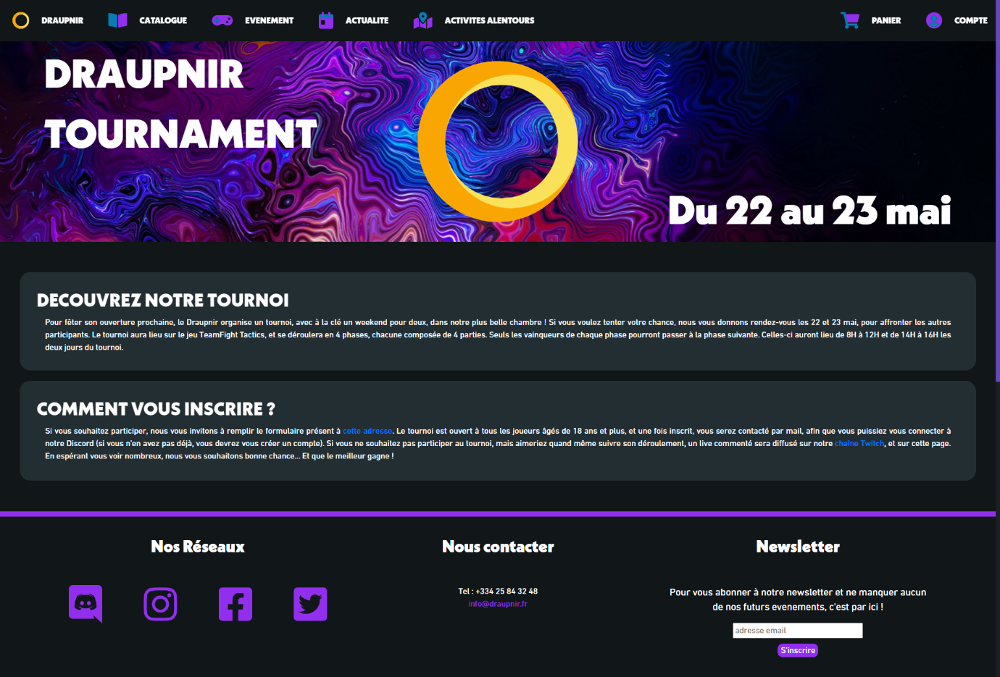 DRAUPNIR
CATALOGUE
EVENEMENT
ACTUALITE
ACTIVITES ALENTOURS
PANIER
COMPTE
DRAUPNIR
TOURNAMENT
Du 22 au 23 mai
DECOUVREZ NOTRE TOURNOI
Pour fêter son ouverture prochaine, le Draupnir organise un tournoi, avec à la clé un weekend pour deux, dans notre plus belle chambre ! Si vous voulez tenter votre chance, nous vous donnons rendez-vous les 22 et 23 mai, pour affronter les autres
participants. Le tournoi aura lieu sur le jeu TeamFight Tactics, et se déroulera en 4 phases, chacune composée de 4 parties. Seuls les vainqueurs de chaque phase pourront passer à la phase suivante. Celles-ci auront lieu de 8H à 12H et de 14H à 16H les
deux jours du tournoi.
COMMENT VOUS INSCRIRE ?
Si vous souhaitez participer, nous vous invitons à remplir le formulaire présent à cette adresse. Le tournoi est ouvert à tous les joueurs âgés de 18 ans et plus, et une fois inscrit, vous serez contacté par mail, afin que vous puissiez vous connecter à
notre Discord (si vous n'en avez pas déjà, vous devrez vous créer un compte). Si vous ne souhaitez pas participer au tournoi, mais aimeriez quand même suivre son déroulement, un live commenté sera diffusé sur notre chaîne Twitch, et sur cette page.
En espérant vous voir nombreux, nous vous souhaitons bonne chance... Et que le meilleur gagne !
Nos Réseaux
Nous contacter
Tel : +334 25 84 32 48
info@draupnir.fr
Newsletter
Pour vous abonner à notre newsletter et ne manquer aucun
de nos futurs evenements, c'est par ici !
adresse email
S'inscrire